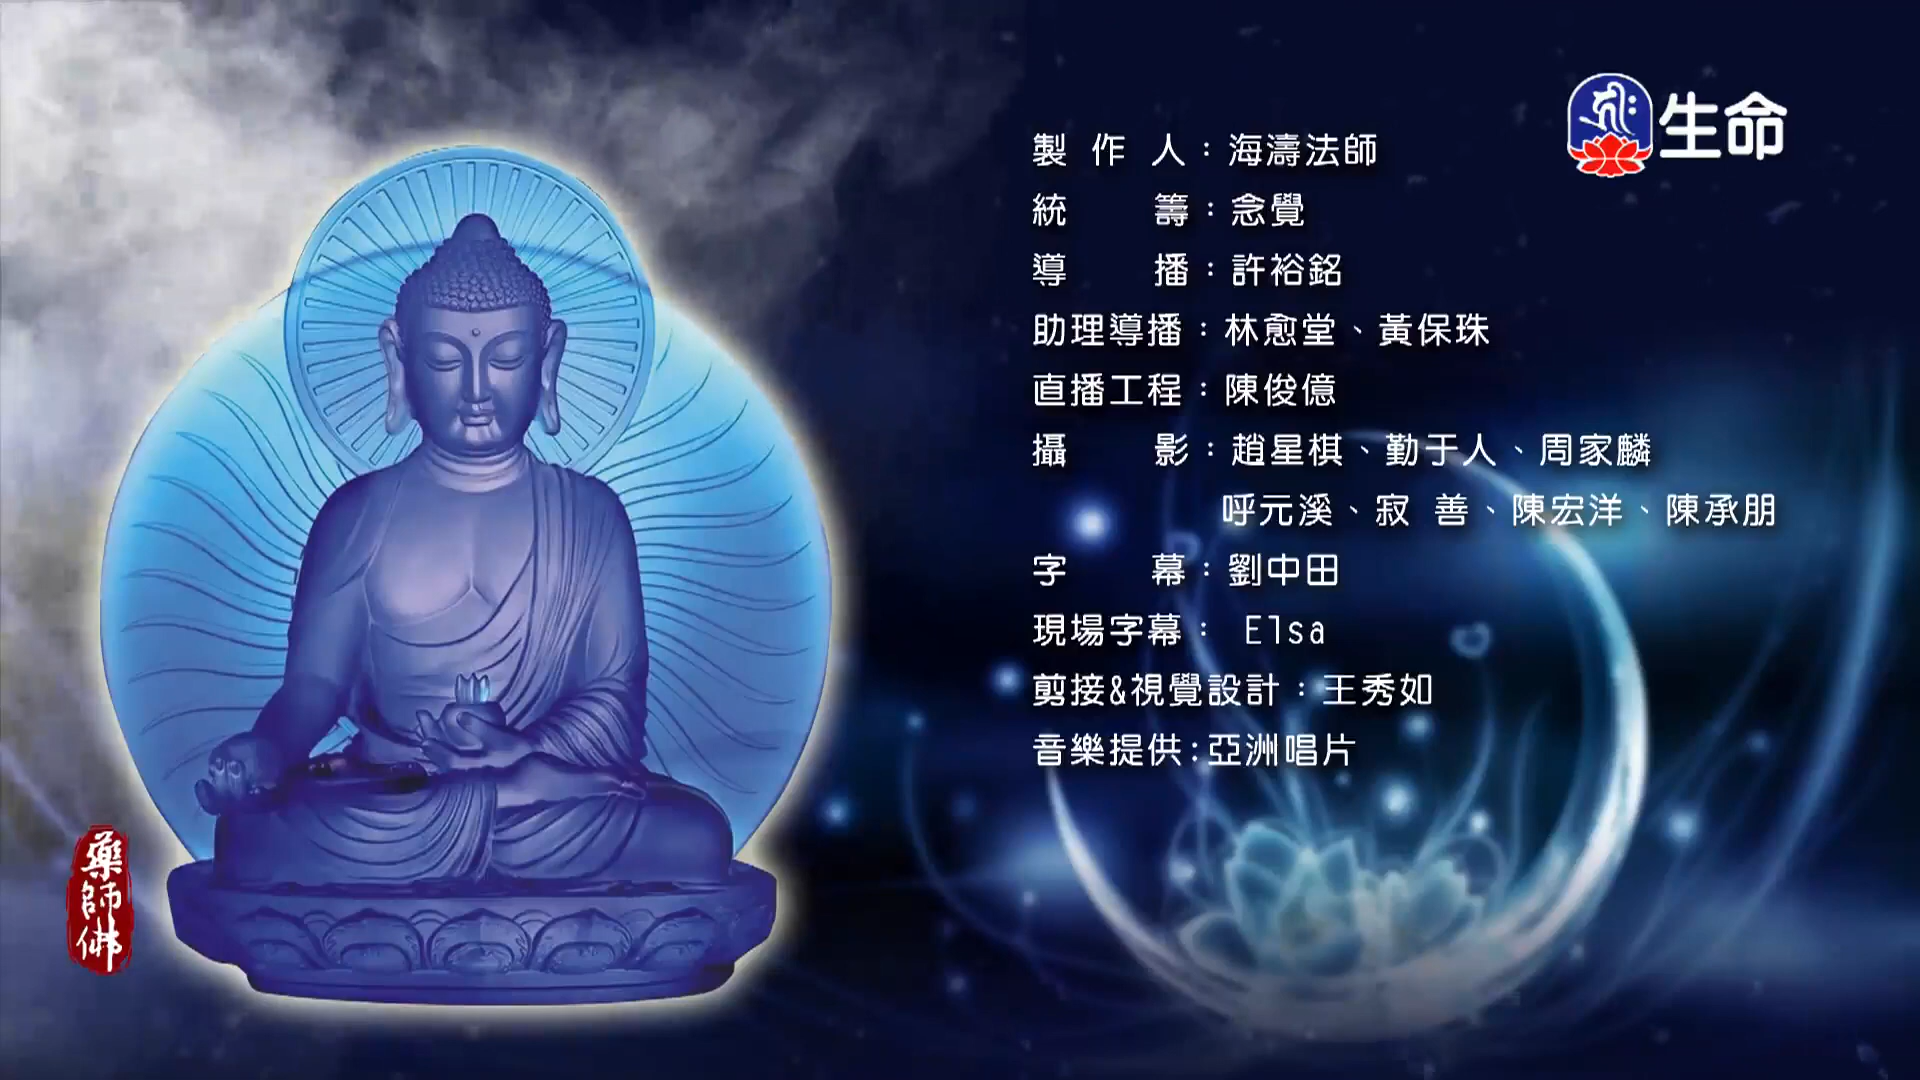 生命
製 作 人：海濤法師
統 籌：念覺
導 播：許裕銘
助理導播：林愈堂、黃保珠
直播工程：陳俊億
攝 影：趙星棋、勤于人、周家麟
呼元溪、寂 善、陳宏洋、陳承朋
字 幕：劉中田
現場字幕： Elsa
剪接&視覺設計：王秀如
音樂提供:亞洲唱片
藥師佛